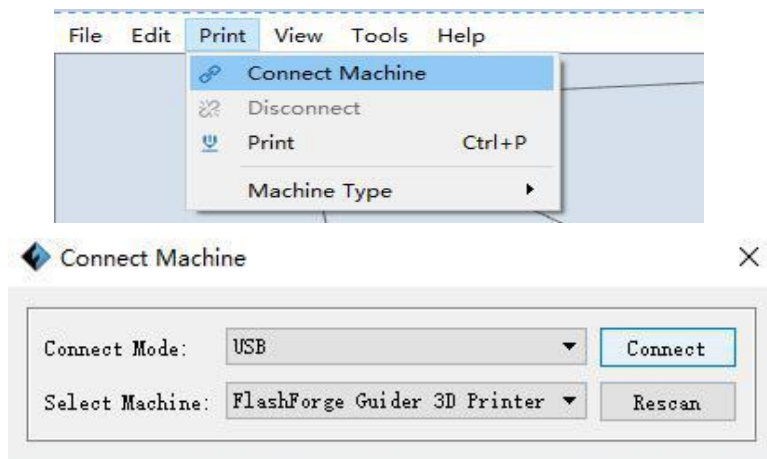 File Edit Print View Tools Help
Connect Machine
Disconnect
Print Ctrl+P
Machine Type
Connect Machine
Connect Mode: USB Connect
Select Machine: FlashForge Guider 3D Printer Rescan